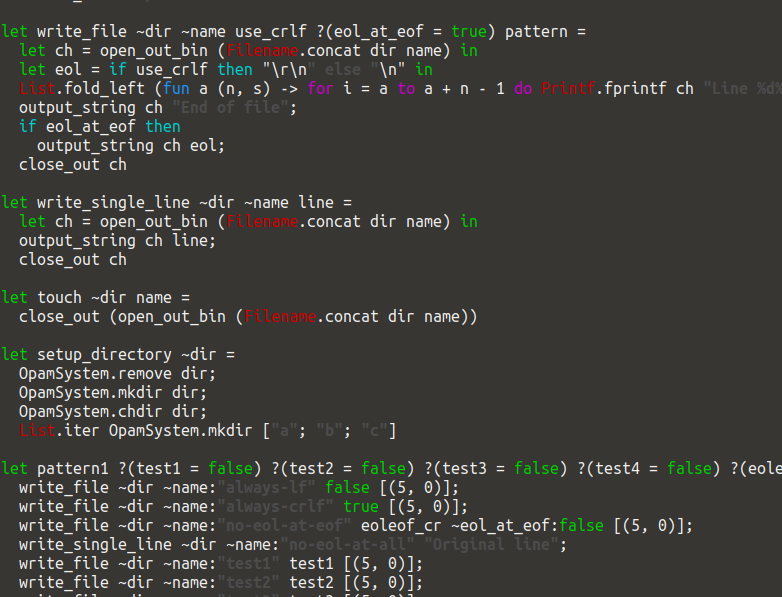 let write_file ~dir ~name use_crlf ?(eol_at_eof = true) pattern =
  let ch = open_out_bin (Filename.concat dir name) in
  let eol = if use_crlf then "\r\n" else "\n" in
  List.fold_left (fun a (n, s) -> for i = a to a + n - 1 do Printf.fprintf ch "Line %d%
  output_string ch "End of file";
  if eol_at_eof then
    output_string ch eol;
  close_out ch

let write_single_line ~dir ~name line =
  let ch = open_out_bin (Filename.concat dir name) in
  output_string ch line;
  close_out ch

let touch ~dir name =
  close_out (open_out_bin (Filename.concat dir name))

let setup_directory ~dir =
  OpamSystem.remove dir;
  OpamSystem.mkdir dir;
  OpamSystem.chdir dir;
  List.iter OpamSystem.mkdir ["a"; "b"; "c"]

let pattern1 ?(test1 = false) ?(test2 = false) ?(test3 = false) ?(test4 = false) ?(eole
  write_file ~dir ~name:"always-lf" false [(5, 0)];
  write_file ~dir ~name:"always-crlf" true [(5, 0)];
  write_file ~dir ~name:"no-eol-at-eof" eoleof_cr ~eol_at_eof:false [(5, 0)];
  write_single_line ~dir ~name:"no-eol-at-all" "Original line";
  write_file ~dir ~name:"test1" test1 [(5, 0)];
  write_file ~dir ~name:"test2" test2 [(5, 0)];